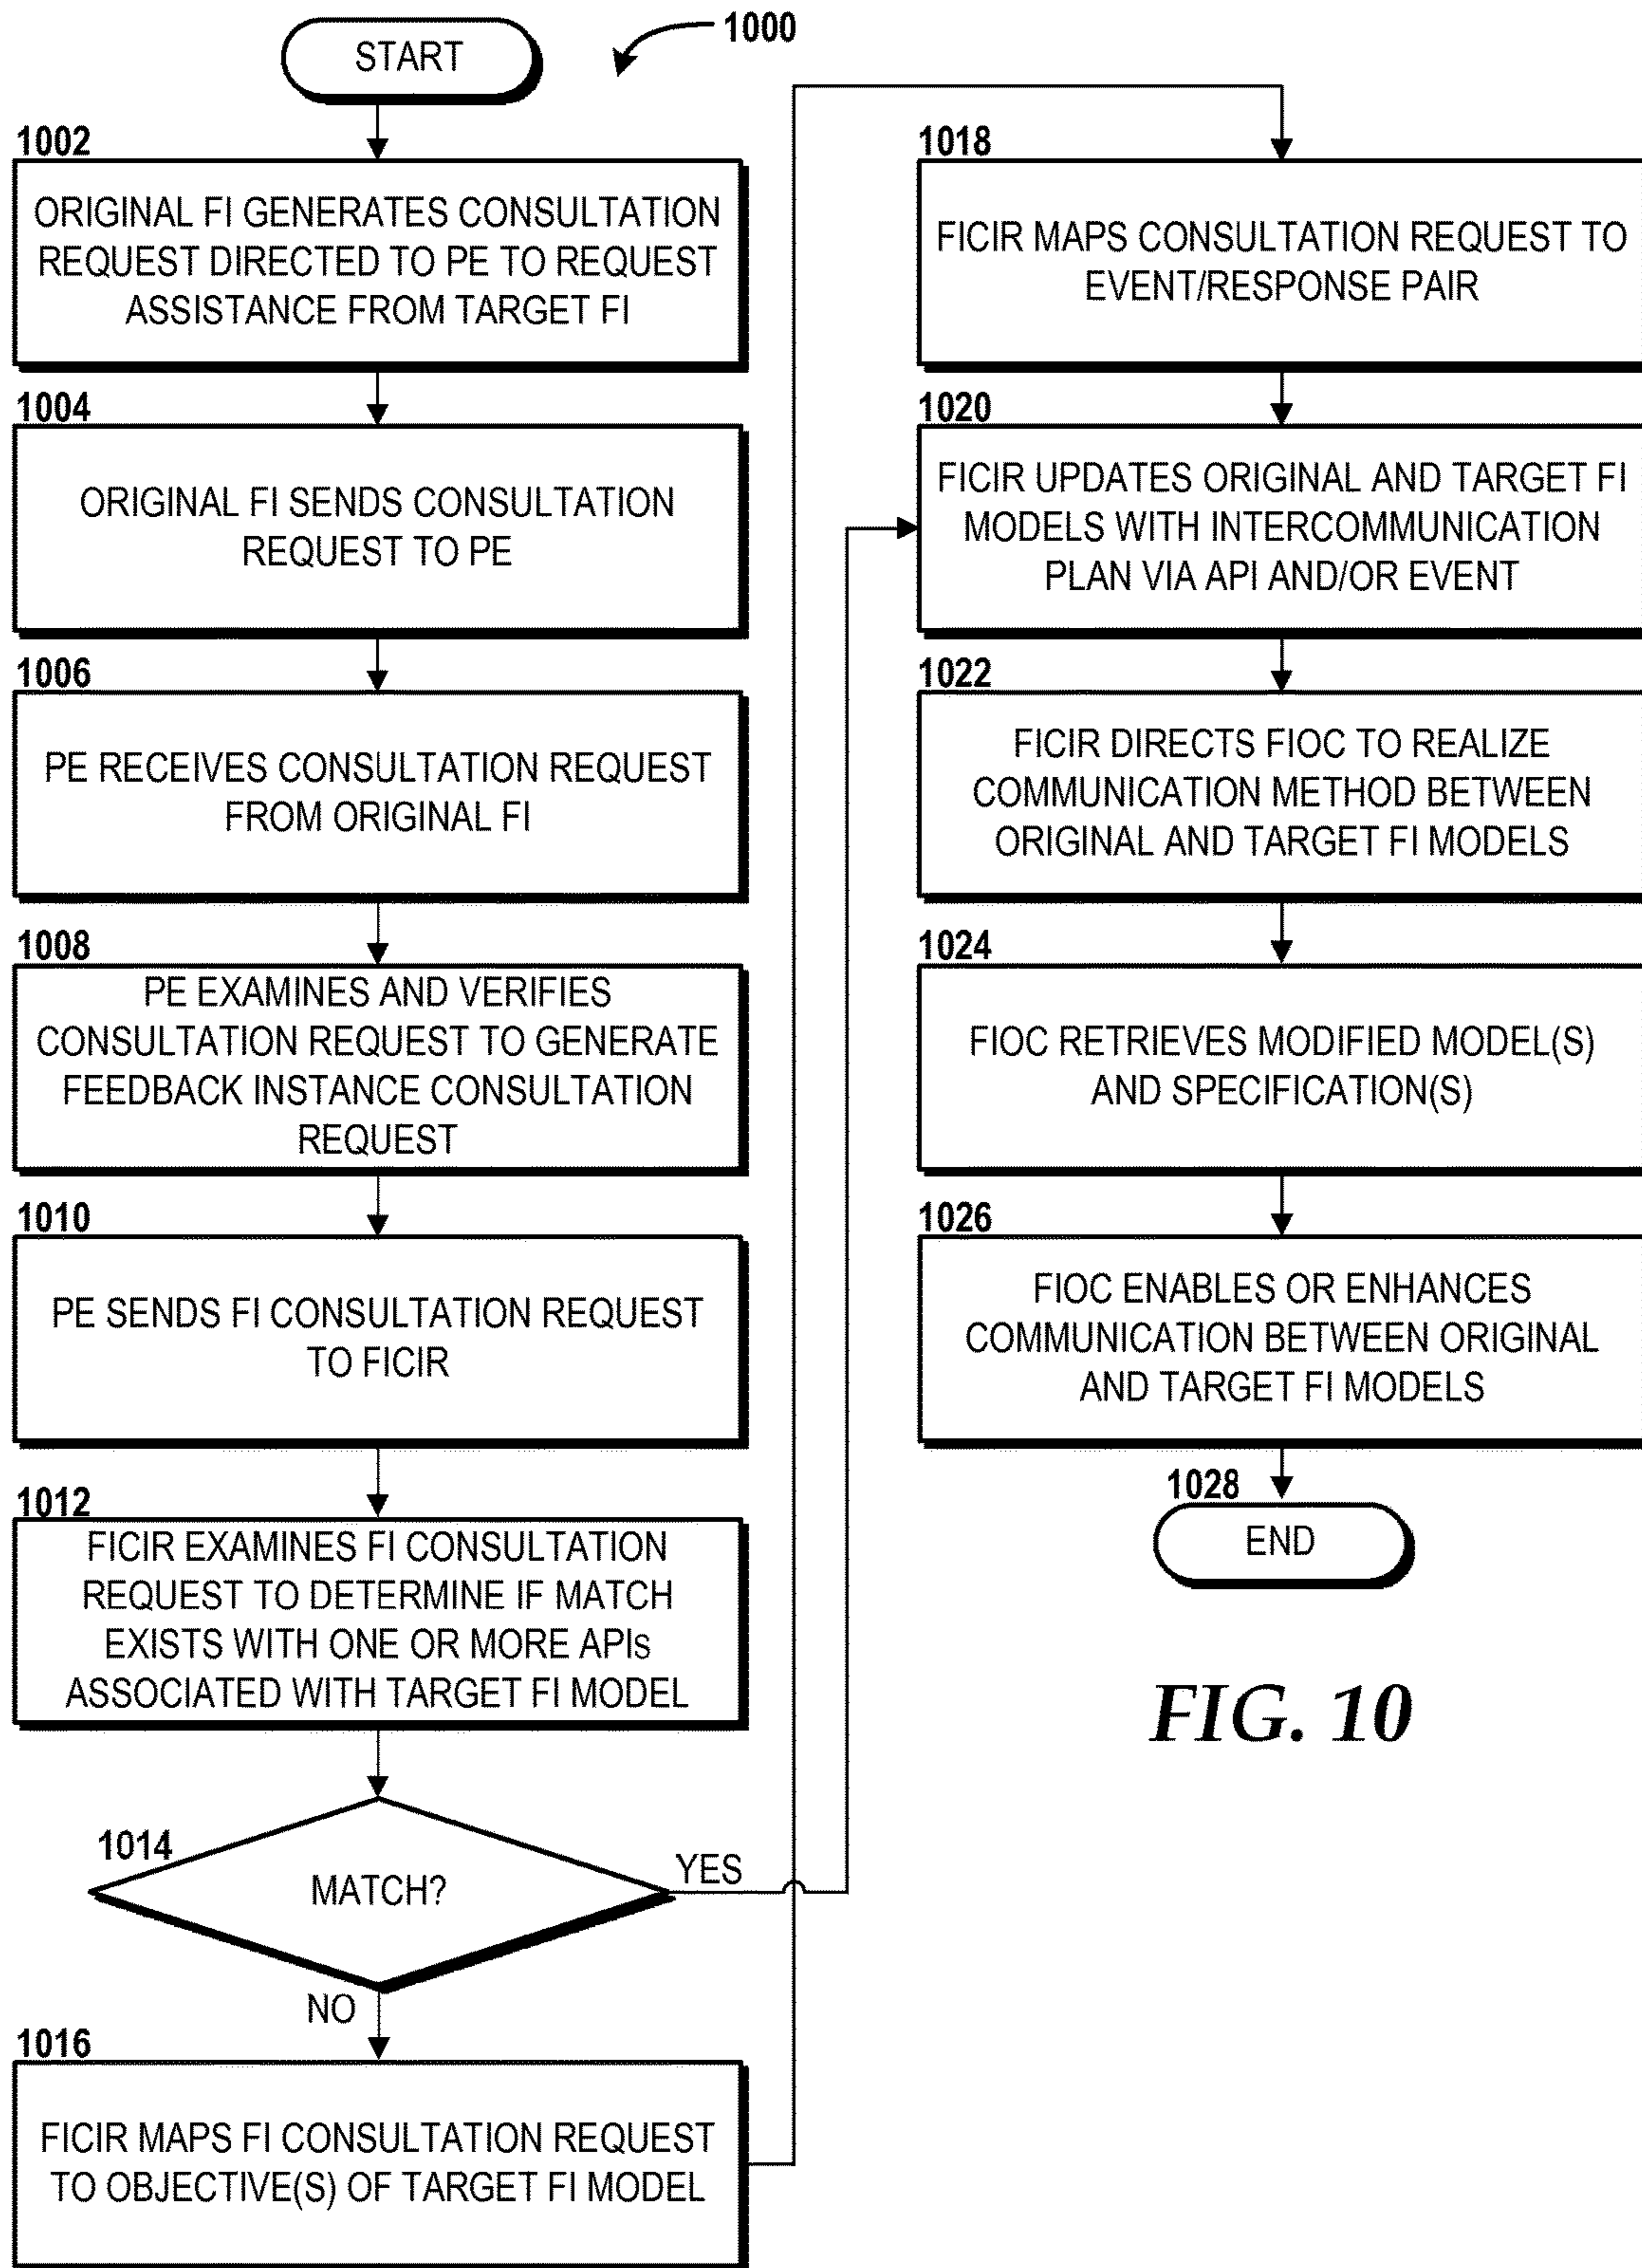 START
1000
1002
ORIGINAL FI GENERATES CONSULTATION
REQUEST DIRECTED TO PE TO REQUEST
ASSISTANCE FROM TARGET FI
1004
ORIGINAL FI SENDS CONSULTATION
REQUEST TO PE
1006
PE RECEIVES CONSULTATION REQUEST
FROM ORIGINAL FI
1008
PE EXAMINES AND VERIFIES
CONSULTATION REQUEST TO GENERATE
FEEDBACK INSTANCE CONSULTATION
REQUEST
1010
PE SENDS FI CONSULTATION REQUEST
TO FICIR
1012
FICIR EXAMINES FI CONSULTATION
REQUEST TO DETERMINE IF MATCH
EXISTS WITH ONE OR MORE APIs
ASSOCIATED WITH TARGET FI MODEL
1014
MATCH?
YES
NO
1016
FICIR MAPS FI CONSULTATION REQUEST
TO OBJECTIVE(S) OF TARGET FI MODEL
1018
FICIR MAPS CONSULTATION REQUEST TO
EVENT/RESPONSE PAIR
1020
FICIR UPDATES ORIGINAL AND TARGET FI
MODELS WITH INTERCOMMUNICATION
PLAN VIA API AND/OR EVENT
1022
FICIR DIRECTS FIOC TO REALIZE
COMMUNICATION METHOD BETWEEN
ORIGINAL AND TARGET FI MODELS
1024
FIOC RETRIEVES MODIFIED MODEL(S)
AND SPECIFICATION(S)
1026
FIOC ENABLES OR ENHANCES
COMMUNICATION BETWEEN ORIGINAL
AND TARGET FI MODELS
1028
END
FIG. 10